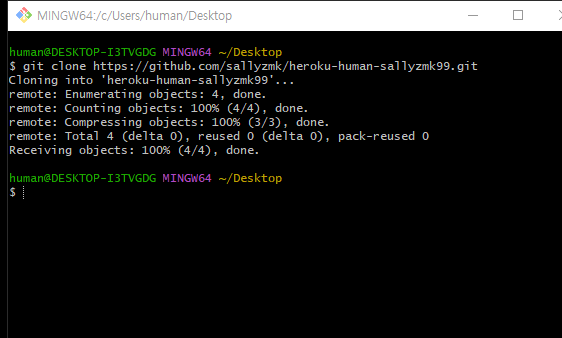 MINGW64:/c/Users/human/Desktop
human@DESKTOP-I3TVGDG MINGW64 ~/Desktop
$ git clone https://github.com/sallyzmk/heroku-human-sallyzmk99.git
Cloning into 'heroku-human-sallyzmk99'...
remote: Enumerating objects: 4, done.
remote: Counting objects: 100% (4/4), done.
remote: Compressing objects: 100% (3/3), done.
remote: Total 4 (delta 0), reused 0 (delta 0), pack-reused 0
Receiving objects: 100% (4/4), done.
human@DESKTOP-I3TVGDG MINGW64 ~/Desktop
$